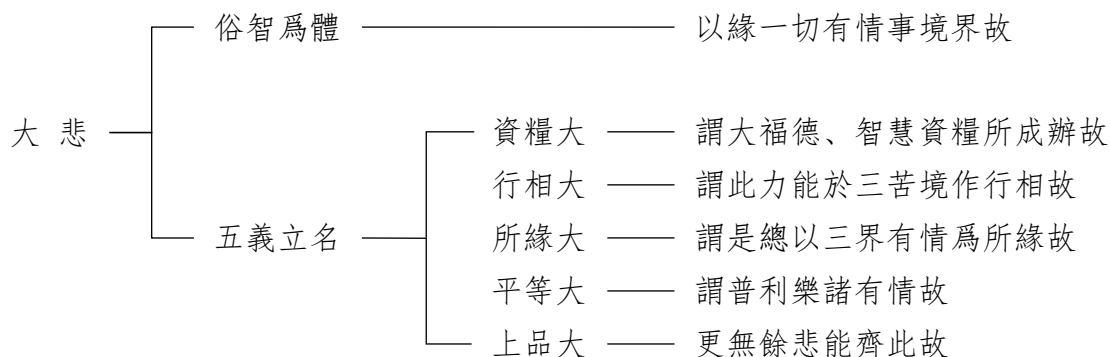 俗智爲體 以緣一切有情事境界故
大悲
資糧大 謂大福德、智慧資糧所成辦故
行相大 謂此力能於三苦境作行相故
五義立名 所緣大 謂是總以三界有情爲所緣故
平等大 謂普利樂諸有情故
上品大 更無餘悲能齊此故